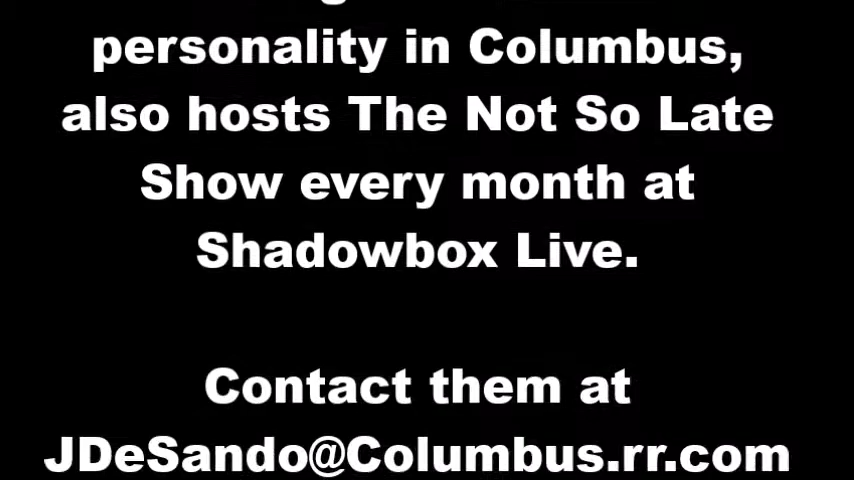 personality in Columbus,
also hosts The Not So Late
Show every month at
Shadowbox Live.
Contact them at
JDeSando@Columbus.rr.com